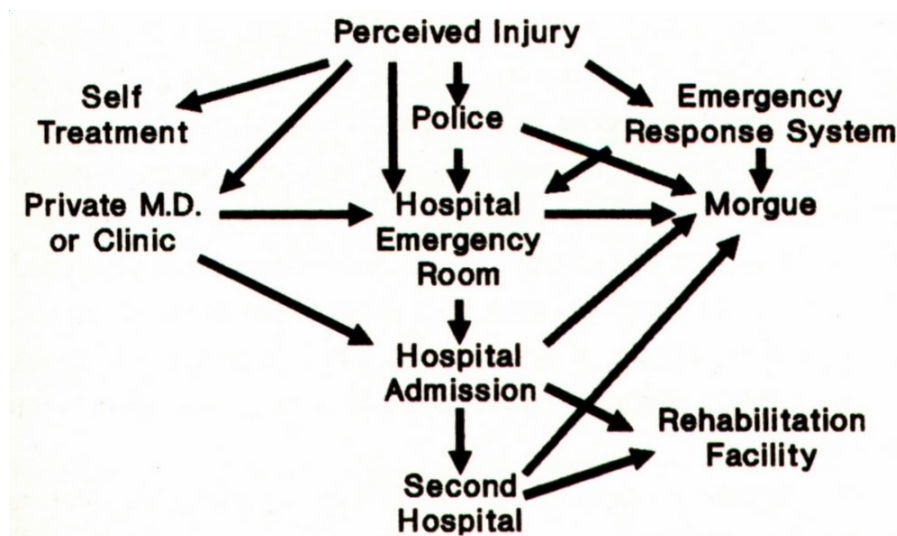 Perceived Injury
Self
Treatment
Police
Emergency
Response System
Private M.D.
or Clinic
Hospital
Emergency
Room
Morgue
Hospital
Admission
Rehabilitation
Facility
Second
Hospital